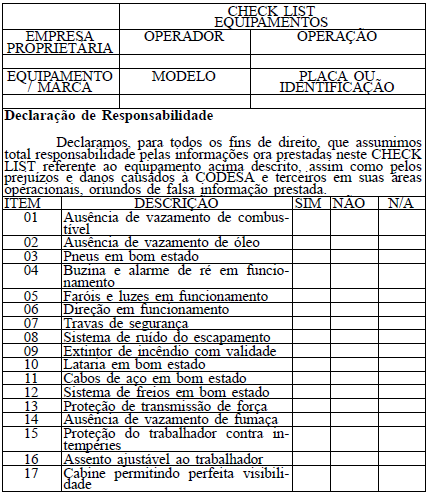 CHECK LIST
EQUIPAMENTOS
EMPRESA PROPRIETARIA OPERADOR OPERAÇÃO
EQUIPAMENTO / MARCA MODELO PLACA OU IDENTIFICAÇÃO
Declaração de Responsabilidade
Declaramos, para todos os fins de direito, que assumimos
total responsabilidade pelas informações ora prestadas neste CHECK
LIST referente ao equipamento acima descrito, assim como pelos
prejuízos e danos causados à CODESA e terceiros em suas áreas
operacionais, oriundos de falsa informação prestada.
ITEM DESCRIÇÃO SIM NÃO N/A
01 Ausência de vazamento de combus-
tível
02 Ausência de vazamento de óleo
03 Pneus em bom estado
04 Buzina e alarme de ré em funcio-
namento
05 Faróis e luzes em funcionamento
06 Direção em funcionamento
07 Travas de segurança
08 Sistema de ruído do escapamento
09 Extintor de incêndio com validade
10 Lataria em bom estado
11 Cabos de aço em bom estado
12 Sistema de freios em bom estado
13 Proteção de transmissão de força
14 Ausência de vazamento de fumaça
15 Proteção do trabalhador contra in-
tempéries
16 Assento ajustável ao trabalhador
17 Cabine permitindo perfeita visibili-
dade